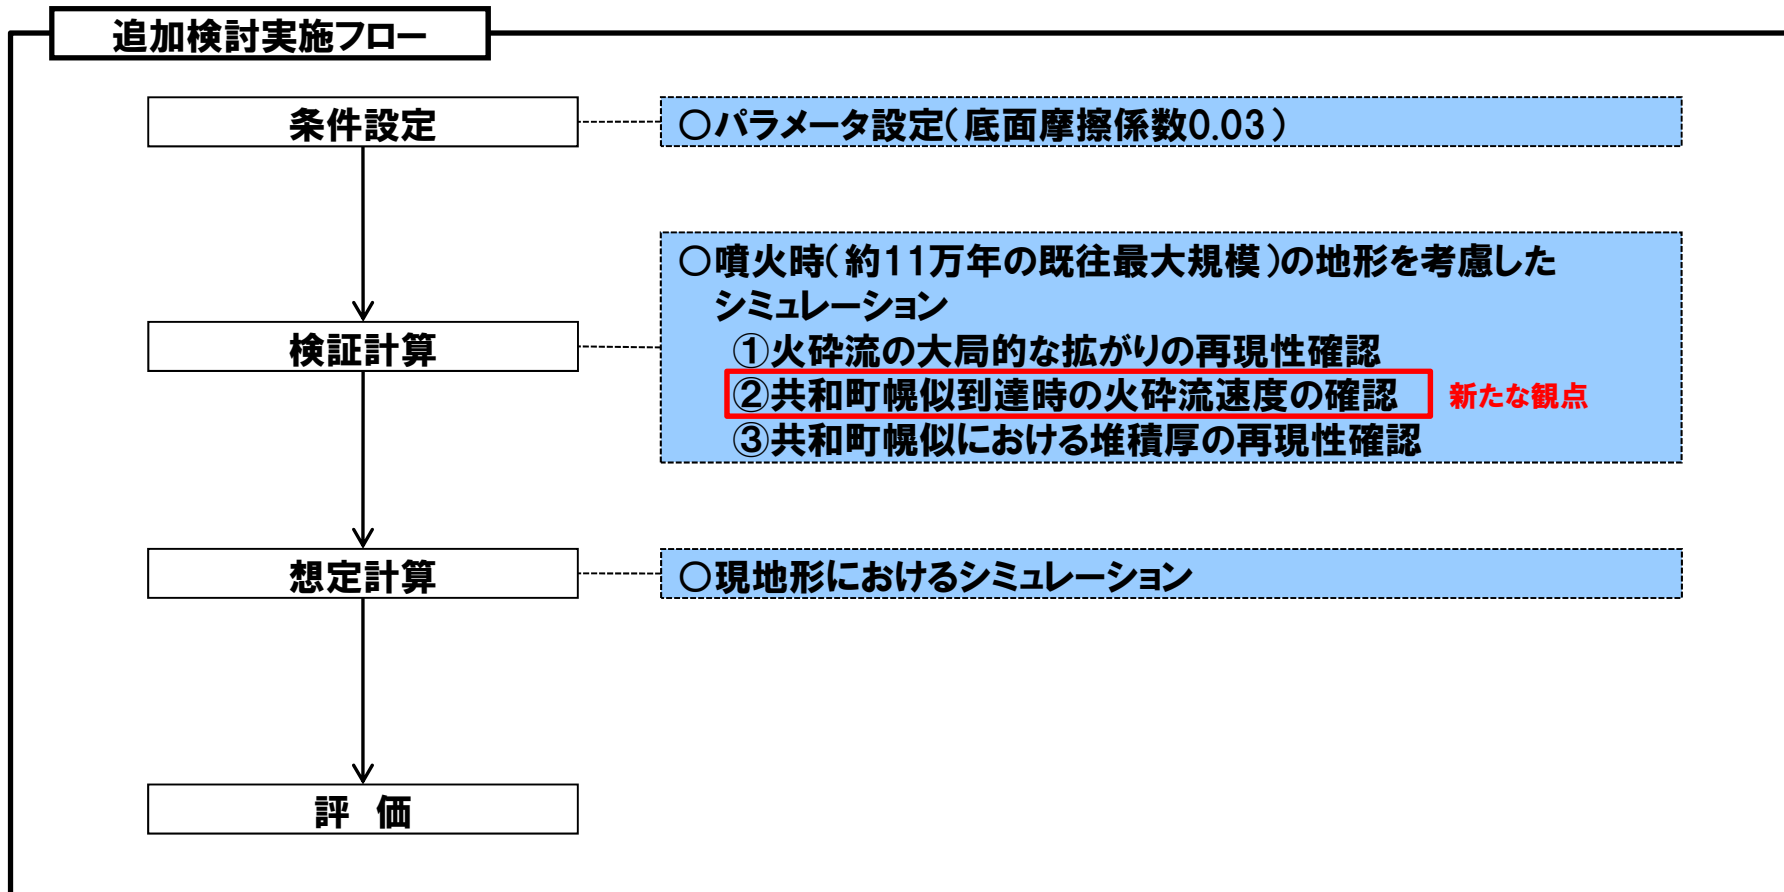 追加検討実施フロー
条件設定
○パラメータ設定(底面摩擦係数0.03)
検証計算
○噴火時(約11万年の既往最大規模)の地形を考慮した
シミュレーション
①火砕流の大局的な拡がりの再現性確認
②共和町幌似到達時の火砕流速度の確認
新たな観点
③共和町幌似における堆積厚の再現性確認
想定計算
○現地形におけるシミュレーション
評 価